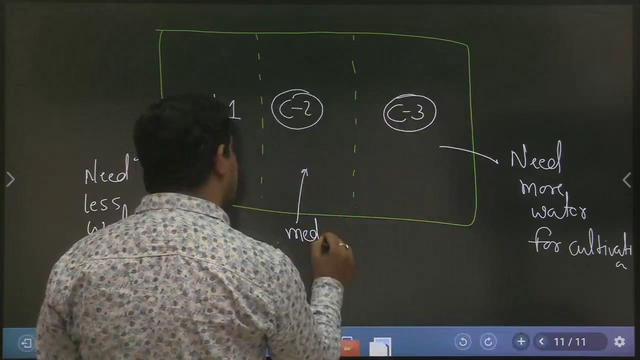 1
C-2
C-3
Need
less
med
Need
more
water
for cultivati
11 / 11